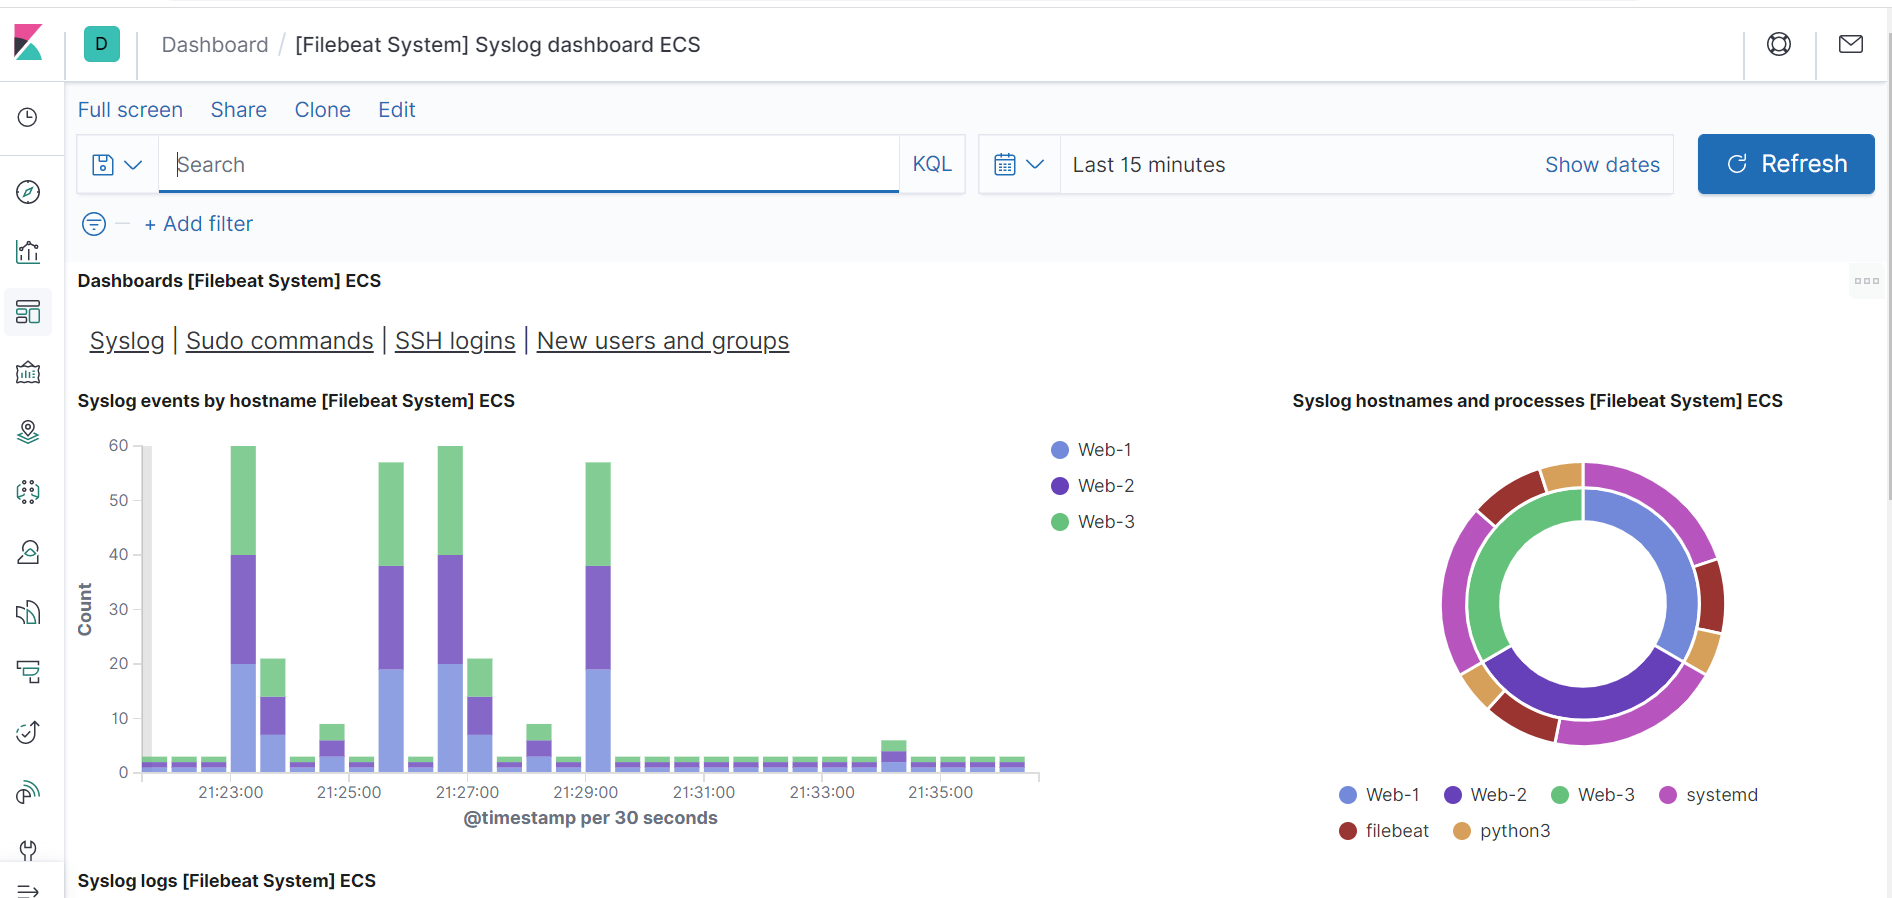 D Dashboard / [Filebeat System] Syslog dashboard ECS
Full screen Share Clone Edit
Search KQL Last 15 minutes Show dates Refresh
+ Add filter
Dashboards [Filebeat System] ECS
Syslog | Sudo commands | SSH logins | New users and groups
Syslog events by hostname [Filebeat System] ECS
60
50
40
30
20
10
0
Count
21:23:00 21:25:00 21:27:00 21:29:00 21:31:00 21:33:00 21:35:00
@timestamp per 30 seconds
Web-1
Web-2
Web-3
Syslog hostnames and processes [Filebeat System] ECS
Web-1 Web-2 Web-3 systemd
filebeat python3
Syslog logs [Filebeat System] ECS